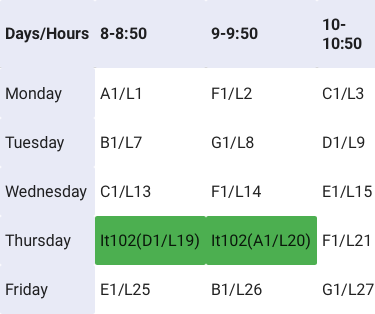 Days/Hours 8-8:50 9-9:50 10-
10:50
Monday A1/L1 F1/L2 C1/L3
Tuesday B1/L7 G1/L8 D1/L9
Wednesday C1/L13 F1/L14 E1/L15
Thursday It102(D1/L19) It102(A1/L20) F1/L21
Friday E1/L25 B1/L26 G1/L27